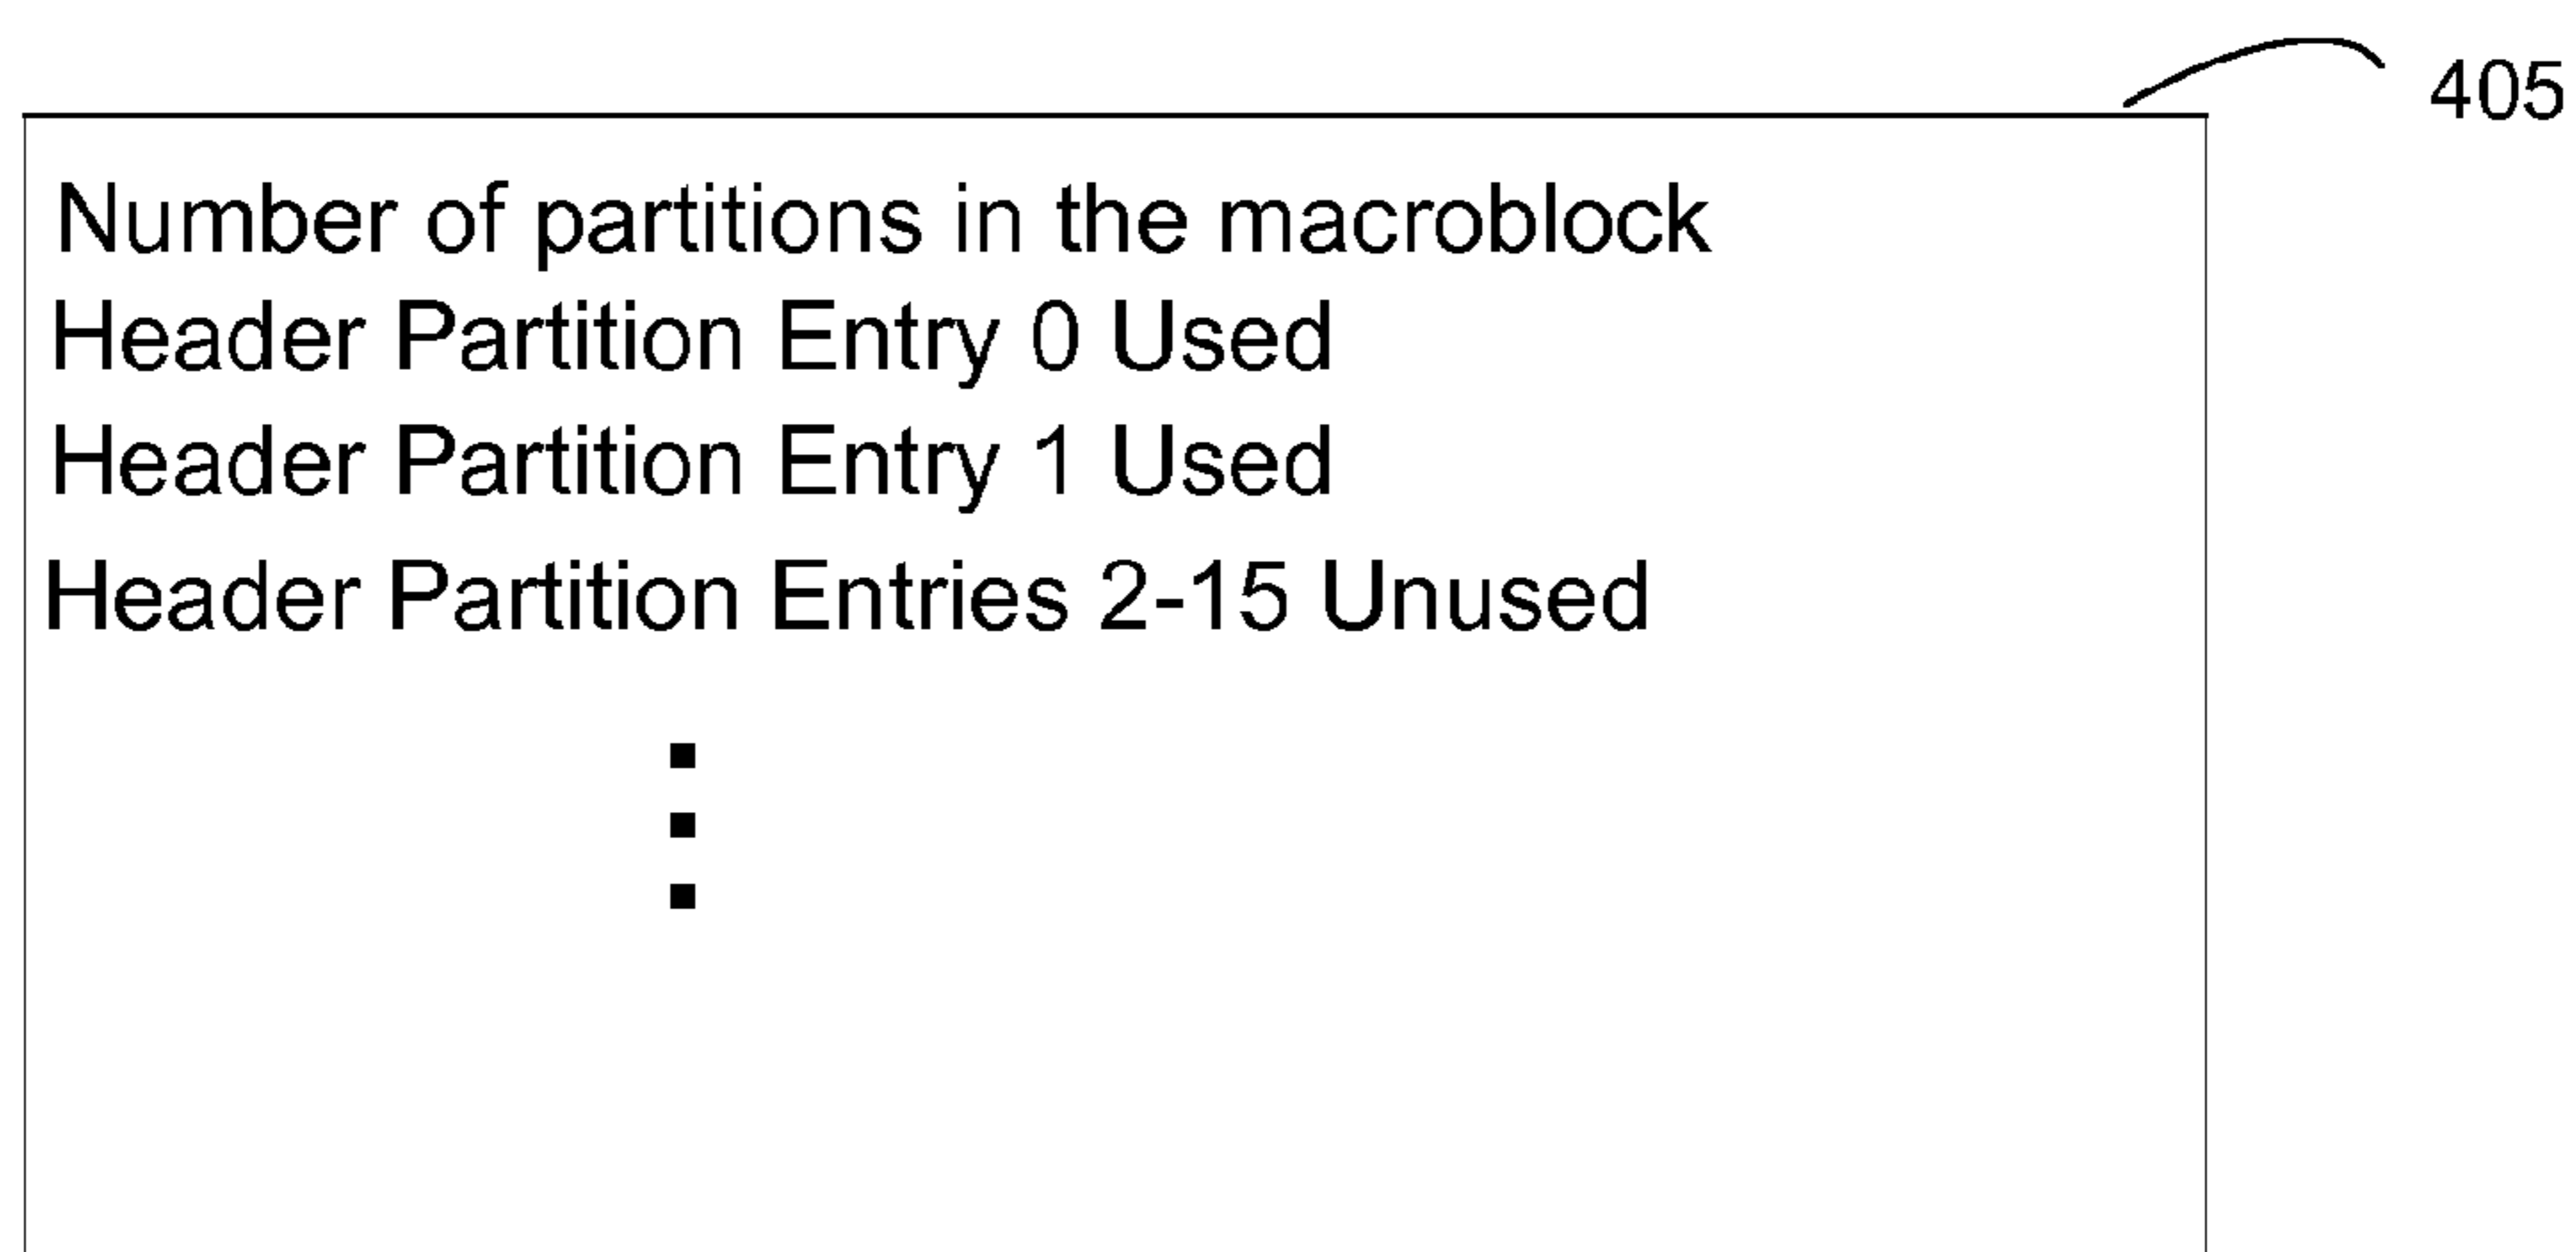 405
Number of partitions in the macroblock
Header Partition Entry 0 Used
Header Partition Entry 1 Used
Header Partition Entries 2-15 Unused